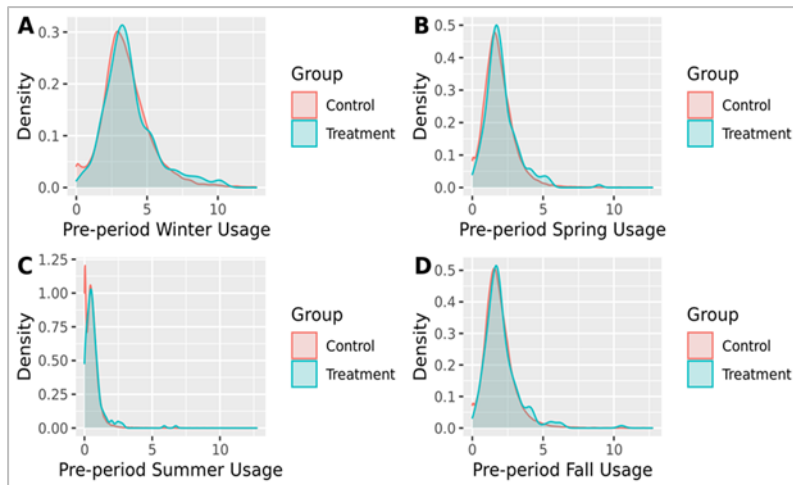 A
0.3
0.2
0.1
0.0
Density
0 5 10
Pre-period Winter Usage
Group
Control
Treatment
B
0.5
0.4
0.3
0.2
0.1
0.0
Density
0 5 10
Pre-period Spring Usage
Group
Control
Treatment
C
1.25
1.00
0.75
0.50
0.25
0.00
Density
0 5 10
Pre-period Summer Usage
Group
Control
Treatment
D
0.5
0.4
0.3
0.2
0.1
0.0
Density
0 5 10
Pre-period Fall Usage
Group
Control
Treatment